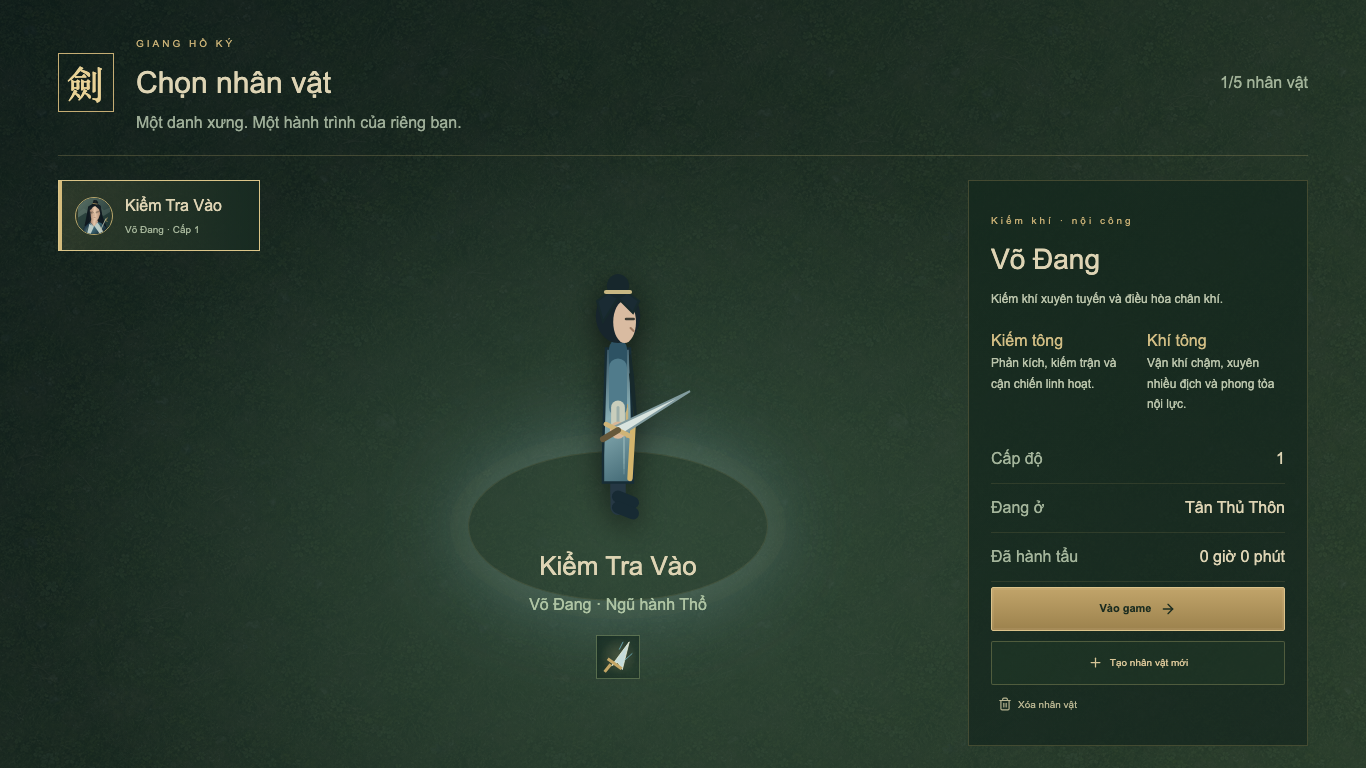 GIANG HỒ KÝ
劍
Chọn nhân vật
1/5 nhân vật
Một danh xưng. Một hành trình của riêng bạn.
Kiểm Tra Vào
Võ Đang · Cấp 1
Kiểm Tra Vào
Võ Đang · Ngũ hành Thổ
Kiếm khí · nội công
Võ Đang
Kiếm khí xuyên tuyến và điều hòa chân khí.
Kiếm tông
Phản kích, kiếm trận và
cận chiến linh hoạt.
Khí tông
Vận khí chậm, xuyên
nhiều địch và phong tỏa
nội lực.
Cấp độ 1
Đang ở Tân Thủ Thôn
Đã hành tẩu 0 giờ 0 phút
Vào game
Tạo nhân vật mới
Xóa nhân vật